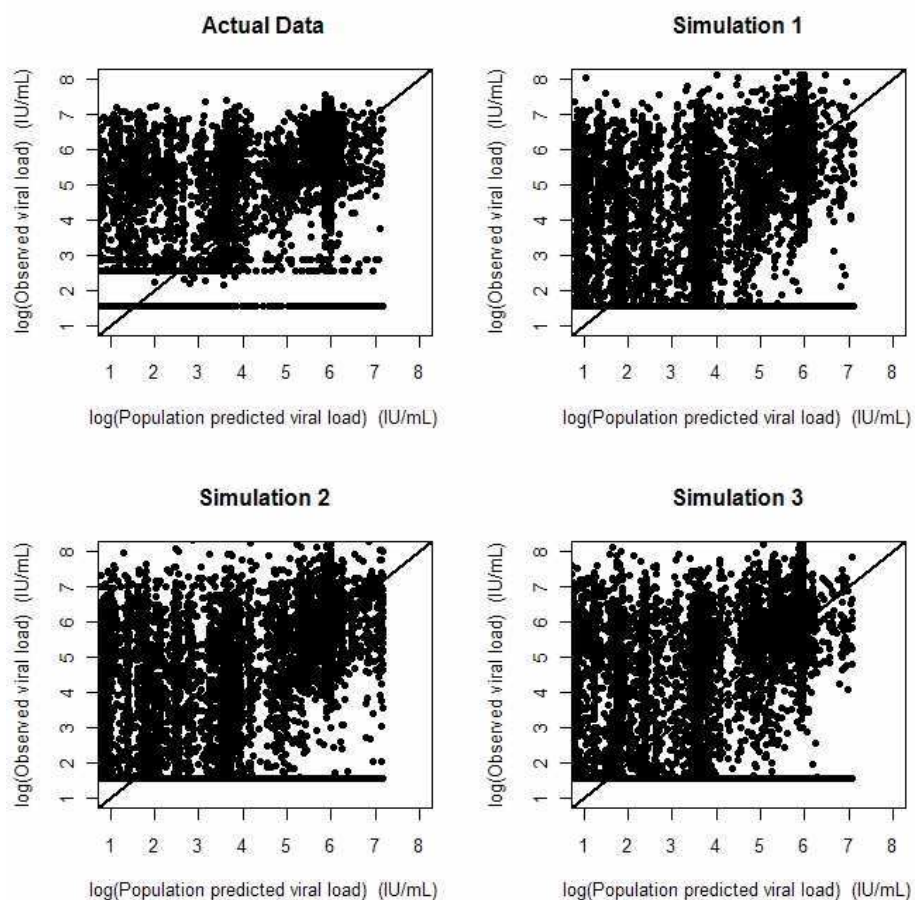 Actual Data
log(Observed viral load) (IU/mL)
8
7
6
5
4
3
2
1
1 2 3 4 5 6 7 8
log(Population predicted viral load) (IU/mL)
Simulation 1
log(Observed viral load) (IU/mL)
8
7
6
5
4
3
2
1
1 2 3 4 5 6 7 8
log(Population predicted viral load) (IU/mL)
Simulation 2
log(Observed viral load) (IU/mL)
8
7
6
5
4
3
2
1
1 2 3 4 5 6 7 8
log(Population predicted viral load) (IU/mL)
Simulation 3
log(Observed viral load) (IU/mL)
8
7
6
5
4
3
2
1
1 2 3 4 5 6 7 8
log(Population predicted viral load) (IU/mL)